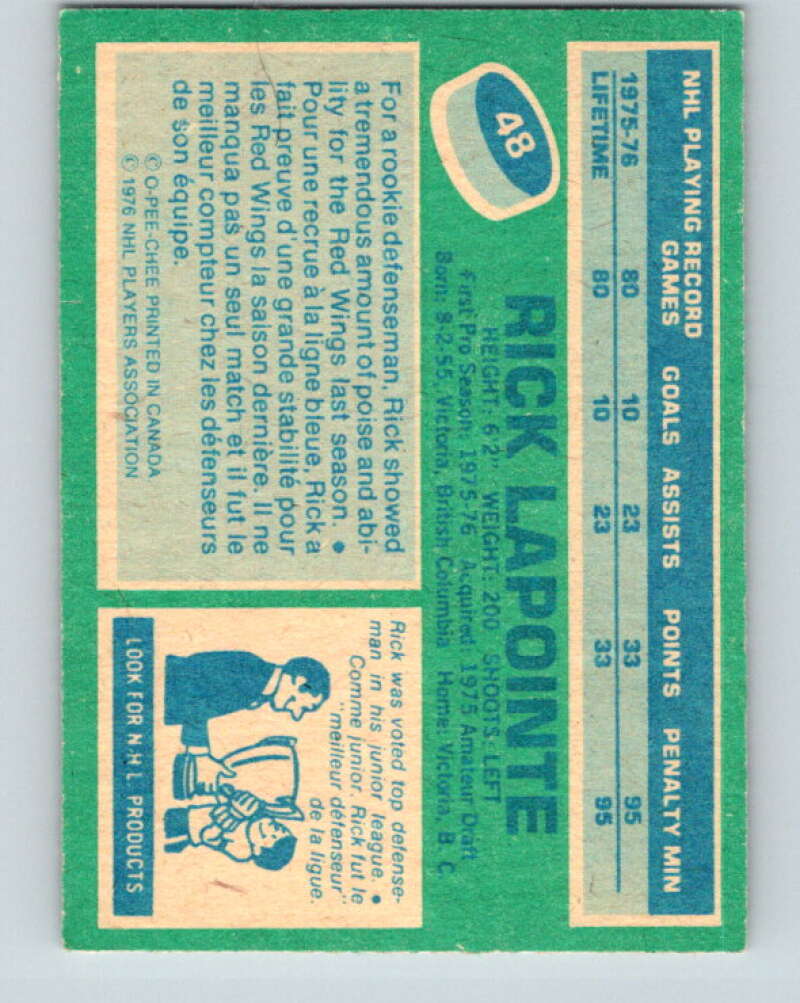 NHL PLAYING RECORD
GAMES GOALS ASSISTS POINTS PENALTY MIN
1975-76 80 10 23 33 95
LIFETIME 80 10 23 33 95
48
RICK LAPOINTE
HEIGHT: 6'2" WEIGHT: 200 SHOOTS: LEFT
First Pro Season: 1975-76 Acquired: 1975 Amateur Draft
Born: 8-2-55, Victoria, British Columbia Home: Victoria, B. C.
For a rookie defenseman, Rick showed
a tremendous amount of poise and abi-
lity for the Red Wings last season. •
Pour une recrue à la ligne bleue, Rick a
fait preuve d'une grande stabilité pour
les Red Wings la saison dernière. Il ne
manqua pas un seul match et il fut le
meilleur compteur chez les défenseurs
de son équipe.
© O-PEE-CHEE PRINTED IN CANADA
© 1976 NHL PLAYERS ASSOCIATION
Rick was voted top defense-
man in his junior league. •
Comme junior, Rick fut le
"meilleur défenseur"
de la ligue.
LOOK FOR N.H.L. PRODUCTS